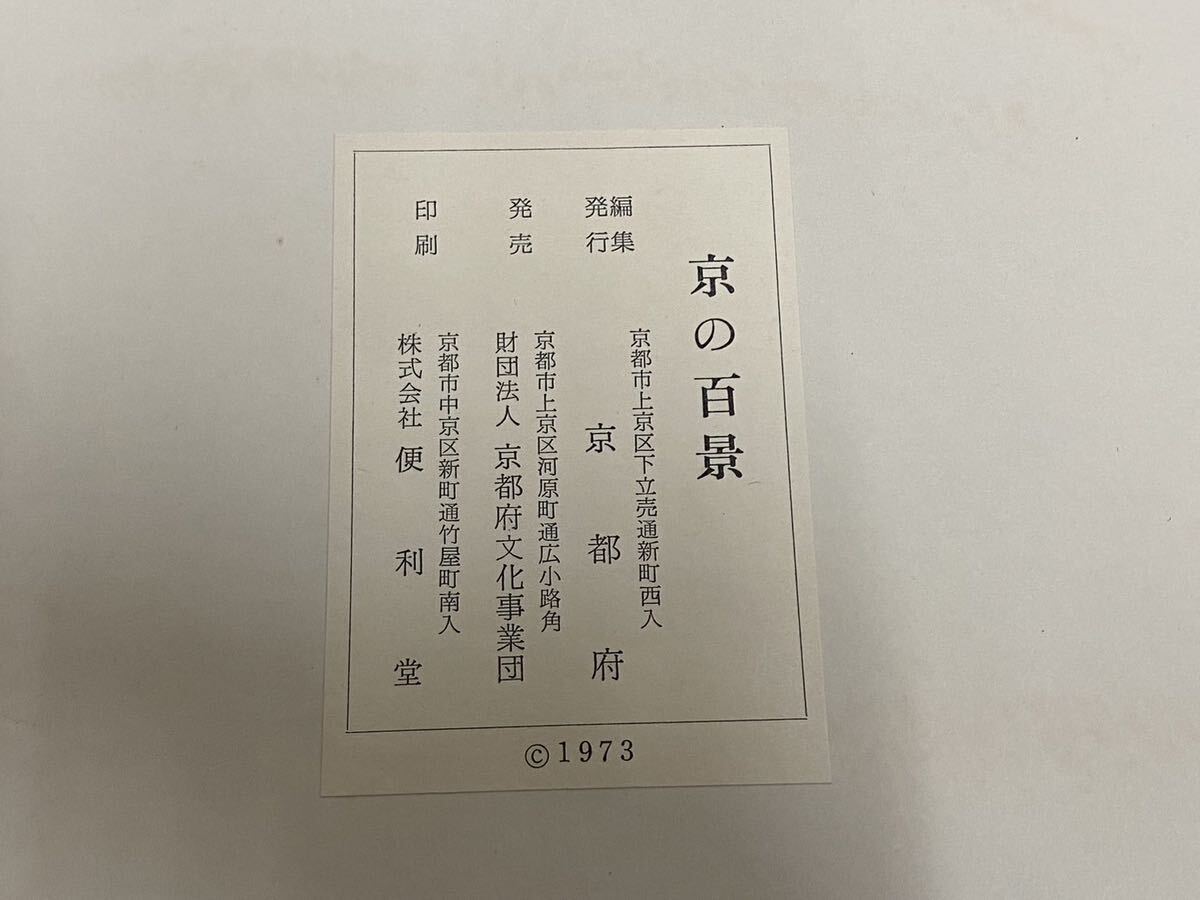 京の百景
編集
発行
京都市上京区下立売通新町西入
京都府
発売
京都市上京区河原町通広小路角
財団法人 京都府文化事業団
印刷
京都市中京区新町通竹屋町南入
株式会社 便利堂
©1973